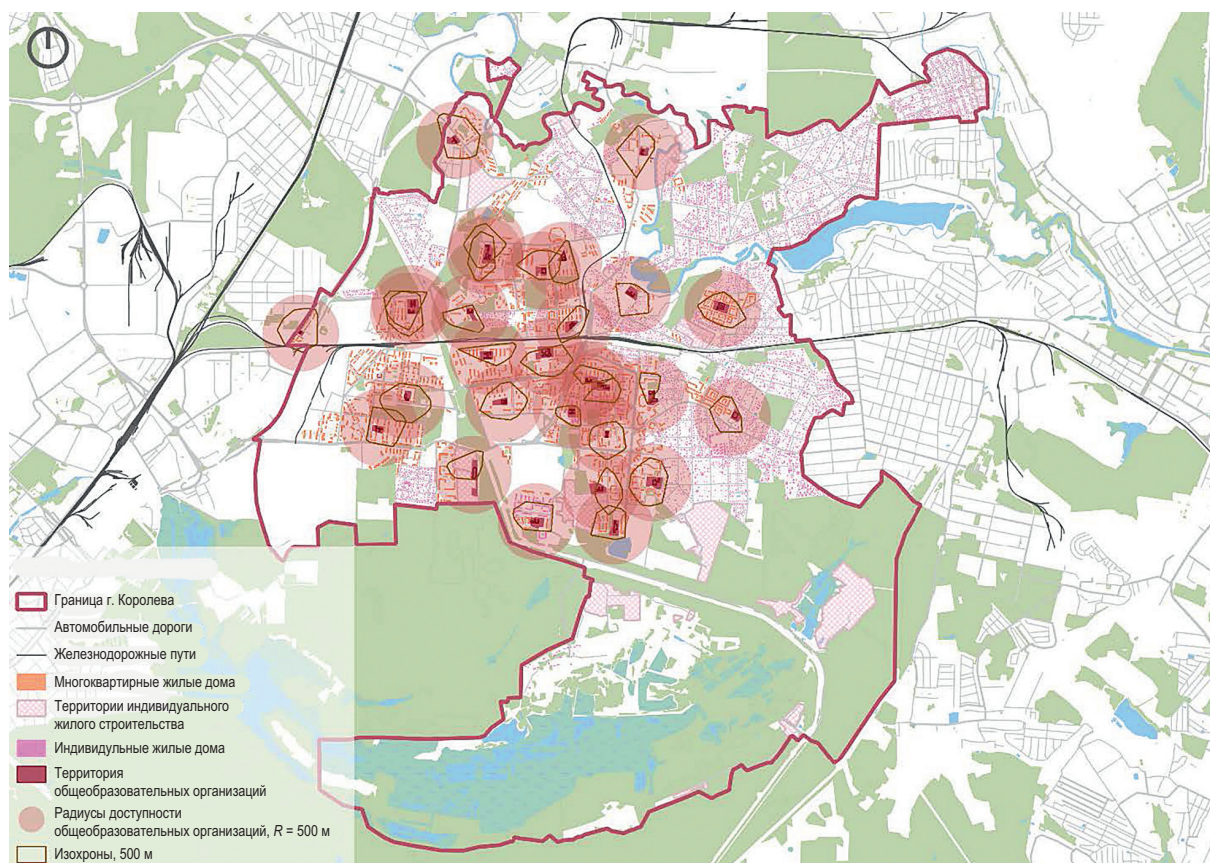 Граница г. Королева
Автомобильные дороги
Железнодорожные пути
Многоквартирные жилые дома
Территории индивидуального
жилого строительства
Индивидульные жилые дома
Территория
общеобразовательных организаций
Радиусы доступности
общеобразовательных организаций, R = 500 м
Изохроны, 500 м